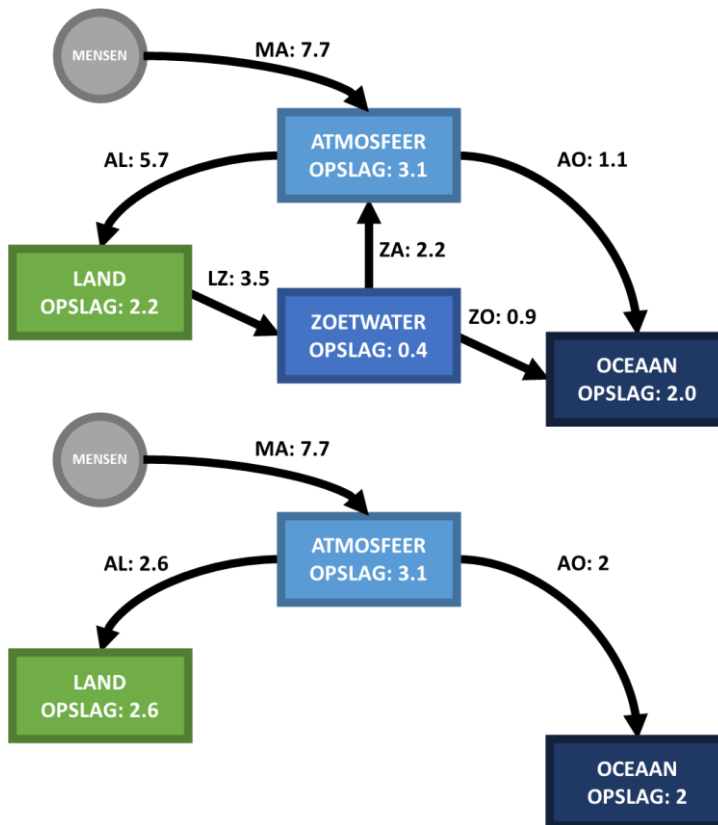 MENSEN
MA: 7.7
ATMOSFEER
OPSLAG: 3.1
AL: 5.7
AO: 1.1
LAND
OPSLAG: 2.2
LZ: 3.5
ZA: 2.2
ZOETWATER
OPSLAG: 0.4
ZO: 0.9
OCEAAN
OPSLAG: 2.0
MENSEN
MA: 7.7
ATMOSFEER
OPSLAG: 3.1
AL: 2.6
AO: 2
LAND
OPSLAG: 2.6
OCEAAN
OPSLAG: 2